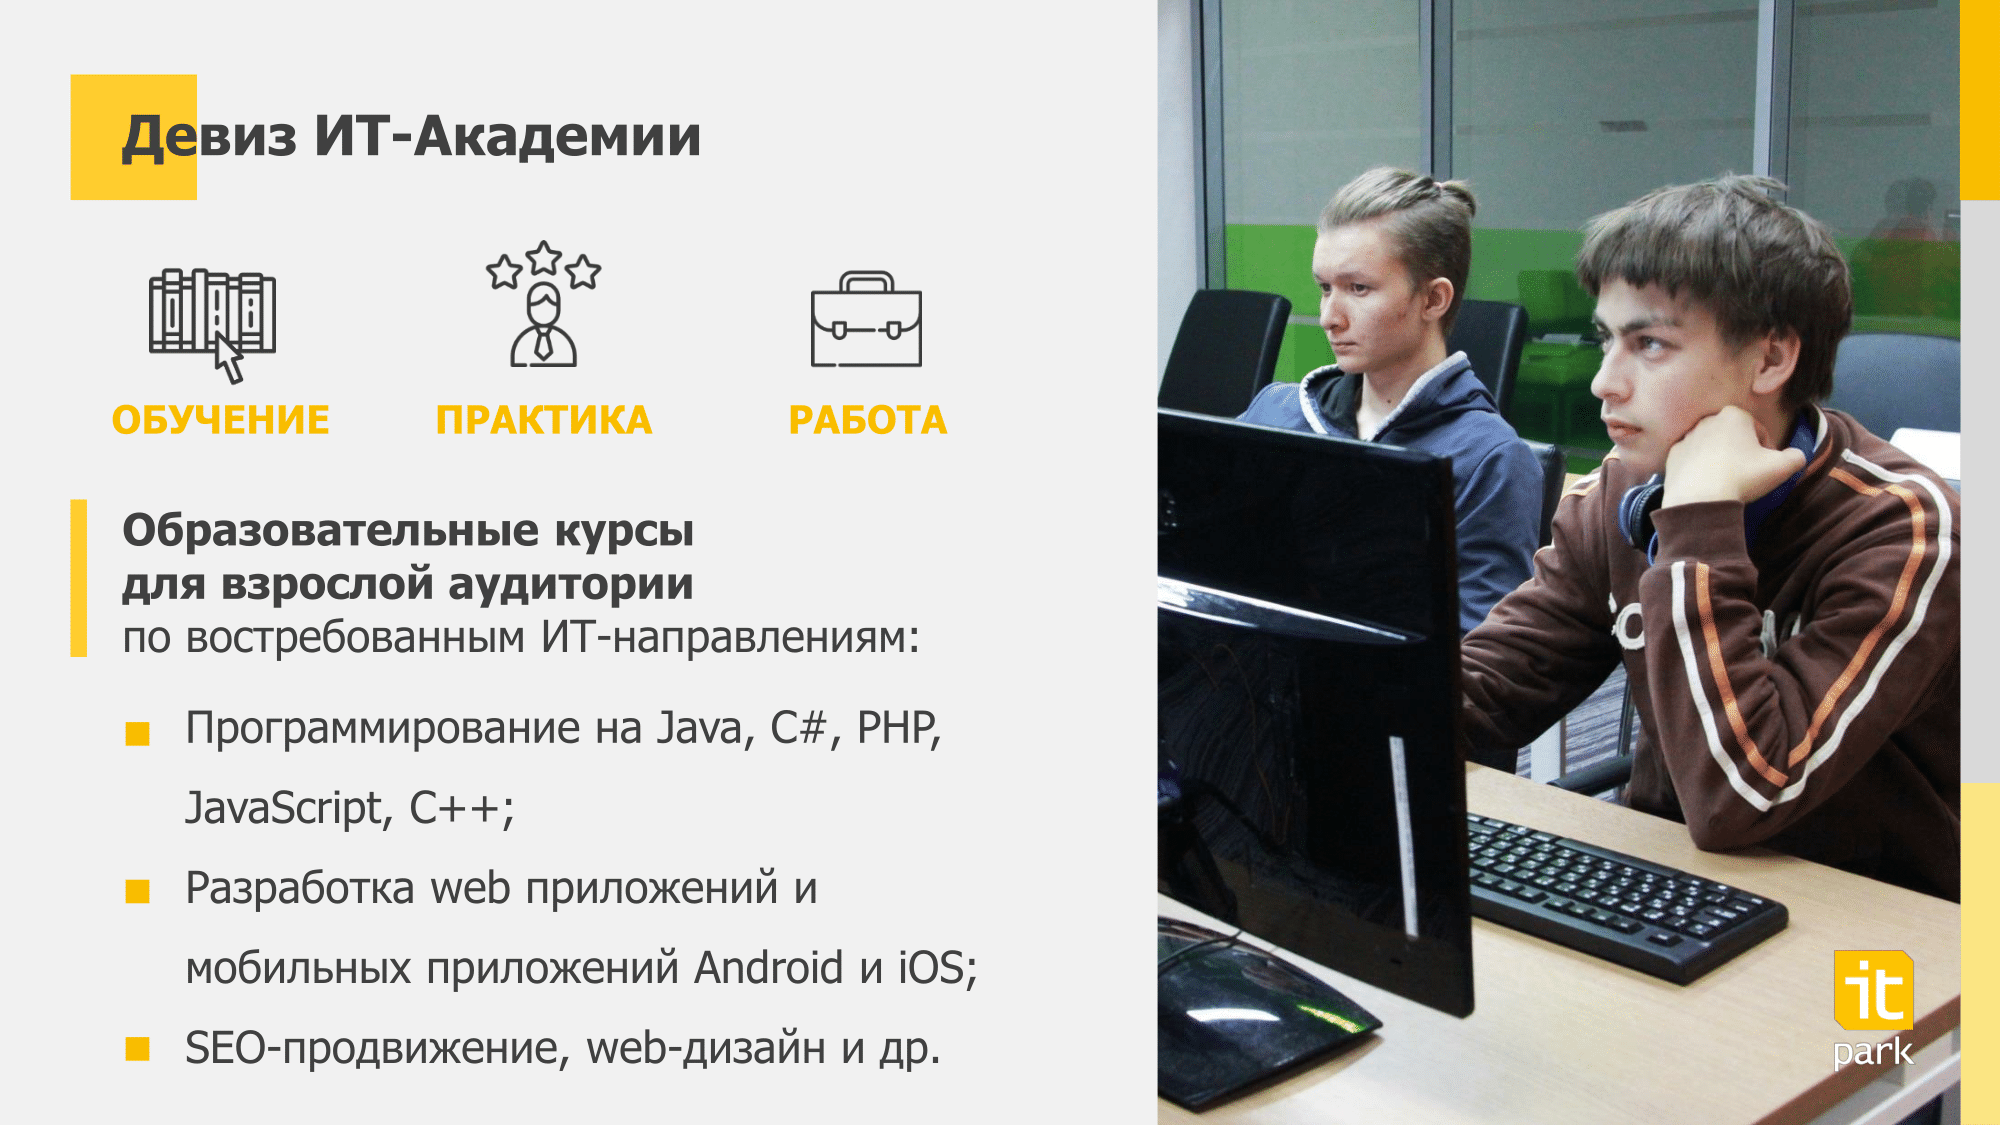 Девиз ИТ-Академии
ОБУЧЕНИЕ
ПРАКТИКА
РАБОТА
Образовательные курсы
для взрослой аудитории
по востребованным ИТ-направлениям:
Программирование на Java, C#, PHP,
JavaScript, C++;
Разработка web приложений и
мобильных приложений Android и iOS;
SEO-продвижение, web-дизайн и др.
it
park